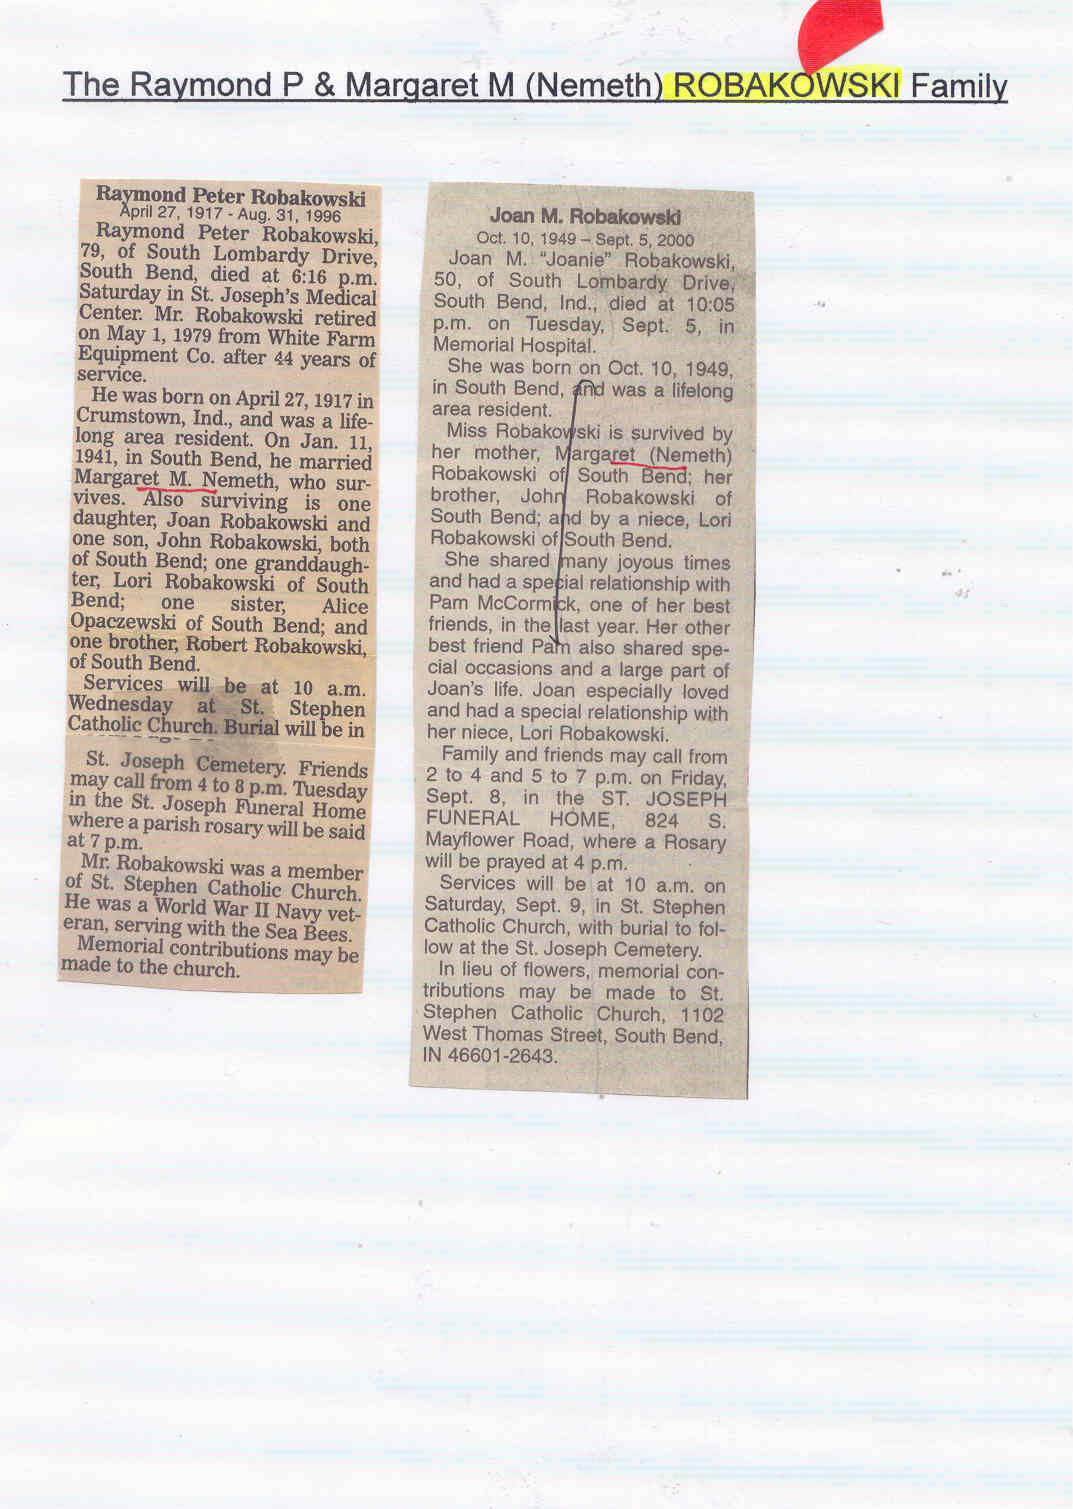 The Raymond P & Margaret M (Nemeth) ROBAKOWSKI Family
Raymond Peter Robakowski
April 27, 1917 - Aug. 31, 1996
Raymond Peter Robakowski,
79, of South Lombardy Drive,
South Bend, died at 6:16 p.m.
Saturday in St. Joseph's Medical
Center. Mr. Robakowski retired
on May 1, 1979 from White Farm
Equipment Co. after 44 years of
service.
He was born on April 27, 1917 in
Crumstown, Ind., and was a life-
long area resident. On Jan. 11,
1941, in South Bend, he married
Margaret M. Nemeth, who sur-
vives. Also surviving is one
daughter, Joan Robakowski and
one son, John Robakowski, both
of South Bend; one granddaugh-
ter, Lori Robakowski of South
Bend; one sister, Alice
Opaczewski of South Bend; and
one brother, Robert Robakowski,
of South Bend.
Services will be at 10 a.m.
Wednesday at St. Stephen
Catholic Church. Burial will be in
St. Joseph Cemetery. Friends
may call from 4 to 8 p.m. Tuesday
in the St. Joseph Funeral Home
where a parish rosary will be said
at 7 p.m.
Mr. Robakowski was a member
of St. Stephen Catholic Church.
He was a World War II Navy vet-
eran, serving with the Sea Bees.
Memorial contributions may be
made to the church.
Joan M. Robakowski
Oct. 10, 1949 – Sept. 5, 2000
Joan M. “Joanie” Robakowski,
50, of South Lombardy Drive,
South Bend, Ind., died at 10:05
p.m. on Tuesday, Sept. 5, in
Memorial Hospital.
She was born on Oct. 10, 1949,
in South Bend, and was a lifelong
area resident.
Miss Robakowski is survived by
her mother, Margaret (Nemeth)
Robakowski of South Bend; her
brother, John Robakowski of
South Bend; and by a niece, Lori
Robakowski of South Bend.
She shared many joyous times
and had a special relationship with
Pam McCormick, one of her best
friends, in the last year. Her other
best friend Pam also shared spe-
cial occasions and a large part of
Joan's life. Joan especially loved
and had a special relationship with
her niece, Lori Robakowski.
Family and friends may call from
2 to 4 and 5 to 7 p.m. on Friday,
Sept. 8, in the ST. JOSEPH
FUNERAL HOME, 824 S.
Mayflower Road, where a Rosary
will be prayed at 4 p.m.
Services will be at 10 a.m. on
Saturday, Sept. 9, in St. Stephen
Catholic Church, with burial to fol-
low at the St. Joseph Cemetery.
In lieu of flowers, memorial con-
tributions may be made to St.
Stephen Catholic Church, 1102
West Thomas Street, South Bend,
IN 46601-2643.